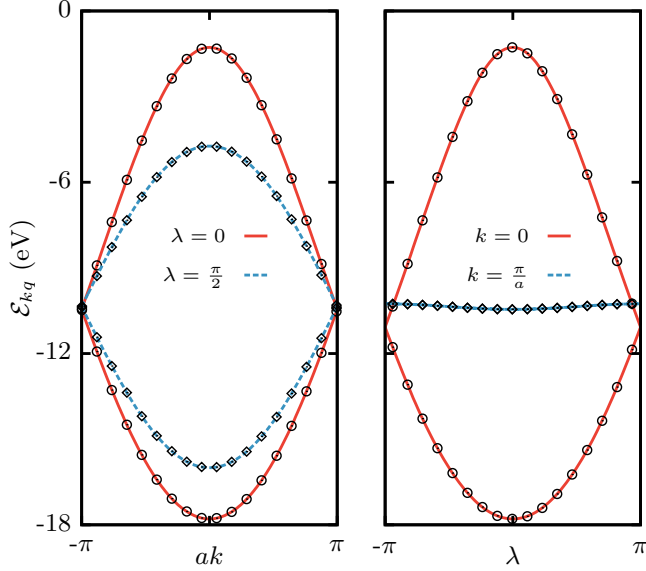 0
-6
-12
-18
ℰkq (eV)
λ = 0
λ = π/2
-π
π
ak
k = 0
k = π/a
-π
π
λ